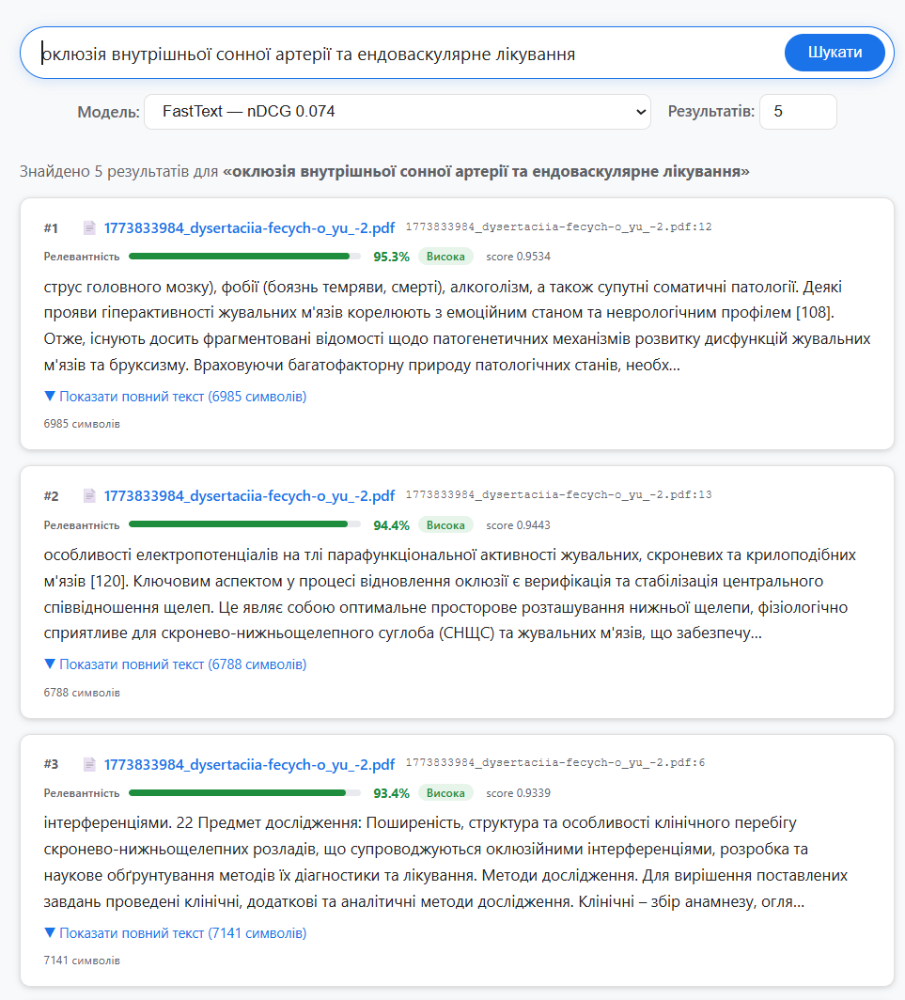 оклюзія внутрішньої сонної артерії та ендоваскулярне лікування
Шукати
Модель: FastText — nDCG 0.074 Результатів: 5
Знайдено 5 результатів для «оклюзія внутрішньої сонної артерії та ендоваскулярне лікування»
#1 1773833984_dysertaciia-fecych-o_yu_-2.pdf 1773833984_dysertaciia-fecych-o_yu_-2.pdf:12
Релевантність 95.3% Висока score 0.9534
струс головного мозку), фобії (боязнь темряви, смерті), алкоголізм, а також супутні соматичні патології. Деякі
прояви гіперактивності жувальних м'язів корелюють з емоційним станом та неврологічним профілем [108].
Отже, існують досить фрагментовані відомості щодо патогенетичних механізмів розвитку дисфункцій жувальних
м'язів та бруксизму. Враховуючи багатофакторну природу патологічних станів, необх...
▼ Показати повний текст (6985 символів)
6985 символів
#2 1773833984_dysertaciia-fecych-o_yu_-2.pdf 1773833984_dysertaciia-fecych-o_yu_-2.pdf:13
Релевантність 94.4% Висока score 0.9443
особливості електропотенціалів на тлі парафункціональної активності жувальних, скроневих та крилоподібних
м'язів [120]. Ключовим аспектом у процесі відновлення оклюзії є верифікація та стабілізація центрального
співвідношення щелеп. Це являє собою оптимальне просторове розташування нижньої щелепи, фізіологічно
сприятливе для скронево-нижньощелепного суглоба (СНЩС) та жувальних м'язів, що забезпечу...
▼ Показати повний текст (6788 символів)
6788 символів
#3 1773833984_dysertaciia-fecych-o_yu_-2.pdf 1773833984_dysertaciia-fecych-o_yu_-2.pdf:6
Релевантність 93.4% Висока score 0.9339
інтерференціями. 22 Предмет дослідження: Поширеність, структура та особливості клінічного перебігу
скронево-нижньощелепних розладів, що супроводжуються оклюзійними інтерференціями, розробка та
наукове обґрунтування методів їх діагностики та лікування. Методи дослідження. Для вирішення поставлених
завдань проведені клінічні, додаткові та аналітичні методи дослідження. Клінічні – збір анамнезу, огля...
▼ Показати повний текст (7141 символів)
7141 символів